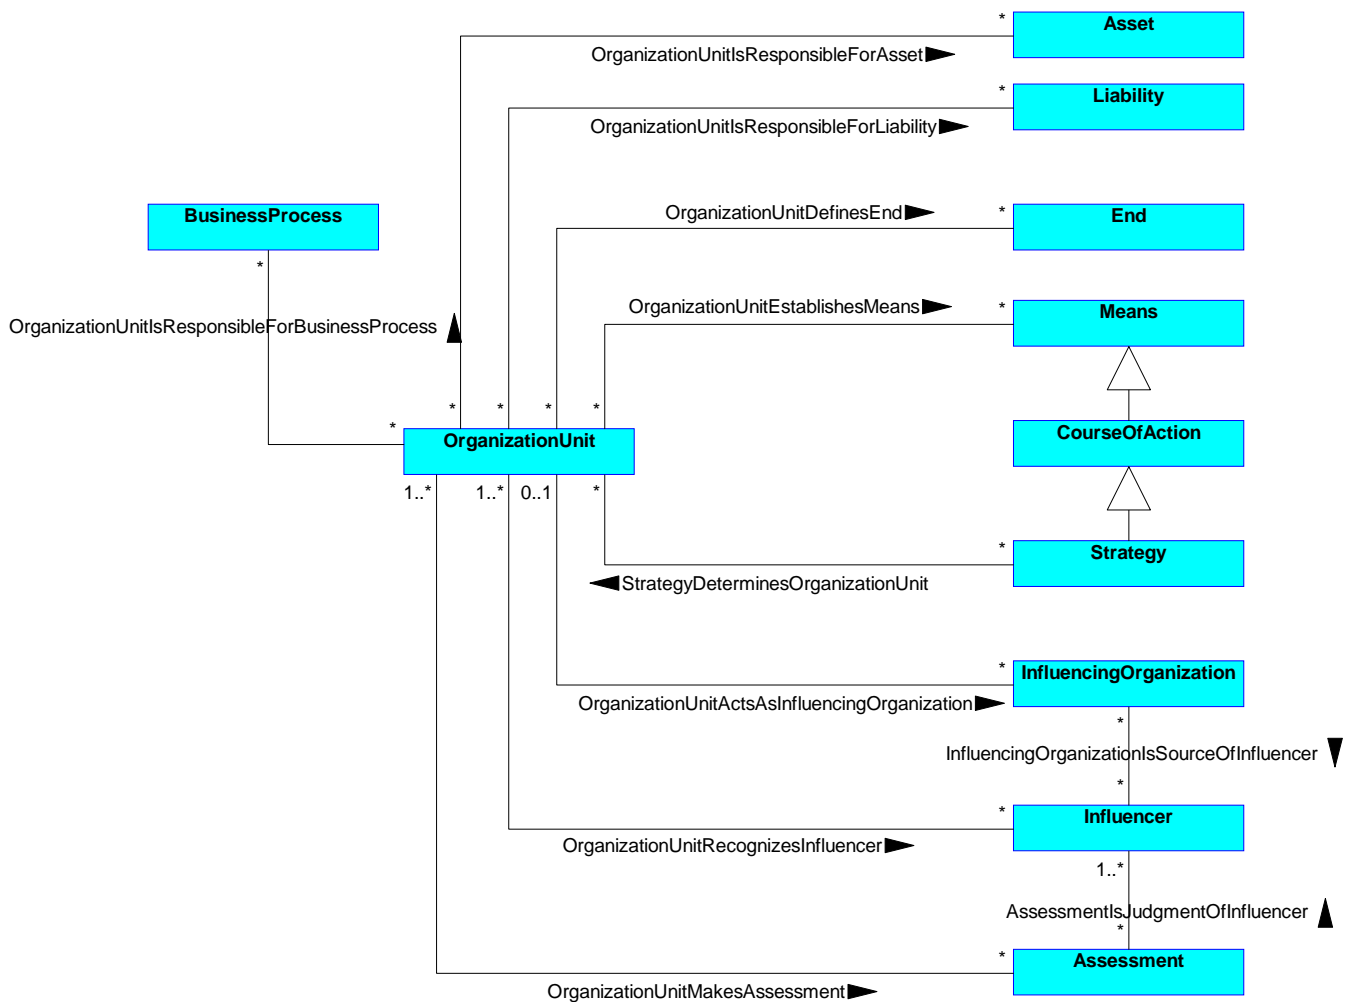 *
Asset
OrganizationUnitIsResponsibleForAsset
*
Liability
OrganizationUnitIsResponsibleForLiability
BusinessProcess
*
OrganizationUnitDefinesEnd
*
End
OrganizationUnitEstablishesMeans
*
Means
OrganizationUnitIsResponsibleForBusinessProcess
*
*
*
*
*
OrganizationUnit
CourseOfAction
1..*
1..*
0..1
*
*
Strategy
StrategyDeterminesOrganizationUnit
*
InfluencingOrganization
OrganizationUnitActsAsInfluencingOrganization
*
InfluencingOrganizationIsSourceOfInfluencer
*
*
Influencer
OrganizationUnitRecognizesInfluencer
1..*
AssessmentIsJudgmentOfInfluencer
*
*
Assessment
OrganizationUnitMakesAssessment